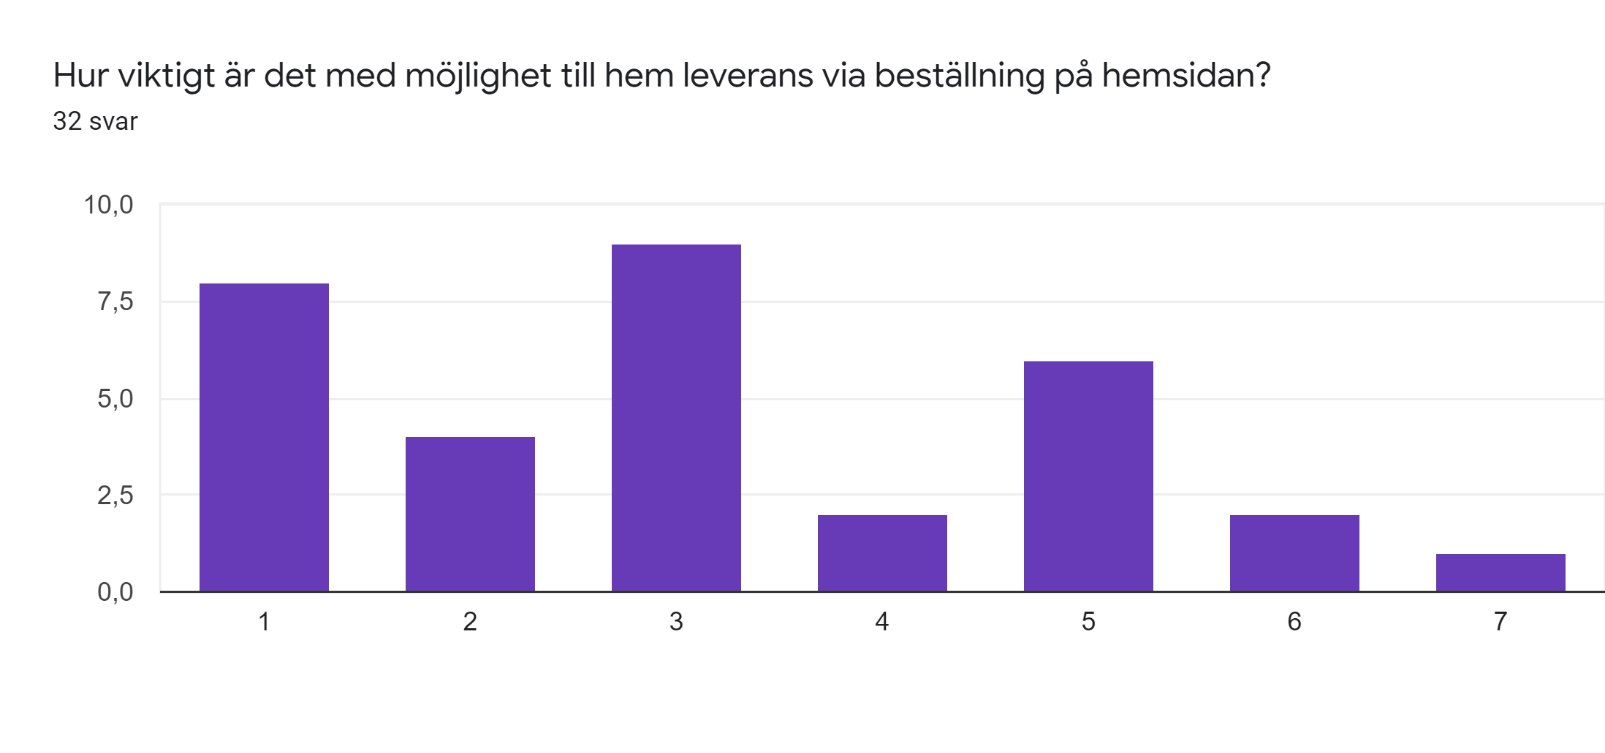 Hur viktigt är det med möjlighet till hem leverans via beställning på hemsidan?
32 svar
10,0
7,5
5,0
2,5
0,0
1 2 3 4 5 6 7